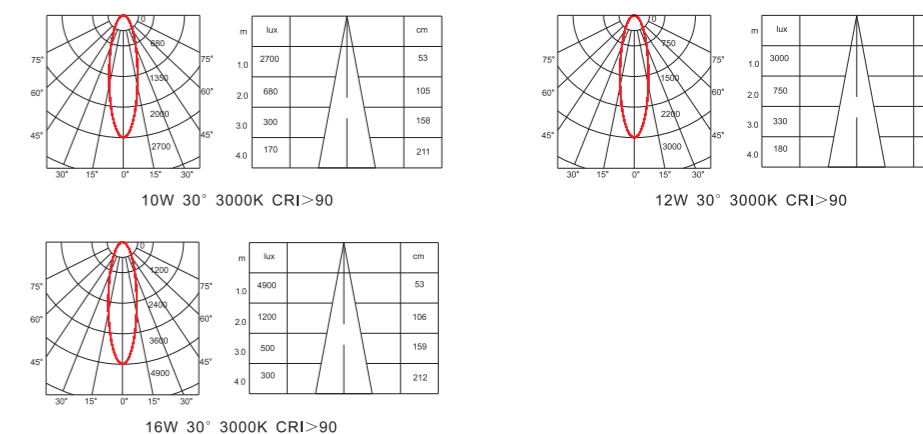 0
680
1350
2000
2700
75° 75°
60° 60°
45° 45°
30° 15° 0° 15° 30°
m lux cm
1.0 2700 53
2.0 680 105
3.0 300 158
4.0 170 211
10W 30° 3000K CRI>90
0
750
1500
2200
3000
75° 75°
60° 60°
45° 45°
30° 15° 0° 15° 30°
m lux
1.0 3000
2.0 750
3.0 330
4.0 180
12W 30° 3000K CRI>90
0
1200
2400
3600
4900
75° 75°
60° 60°
45° 45°
30° 15° 0° 15° 30°
m lux cm
1.0 4900 53
2.0 1200 106
3.0 500 159
4.0 300 212
16W 30° 3000K CRI>90